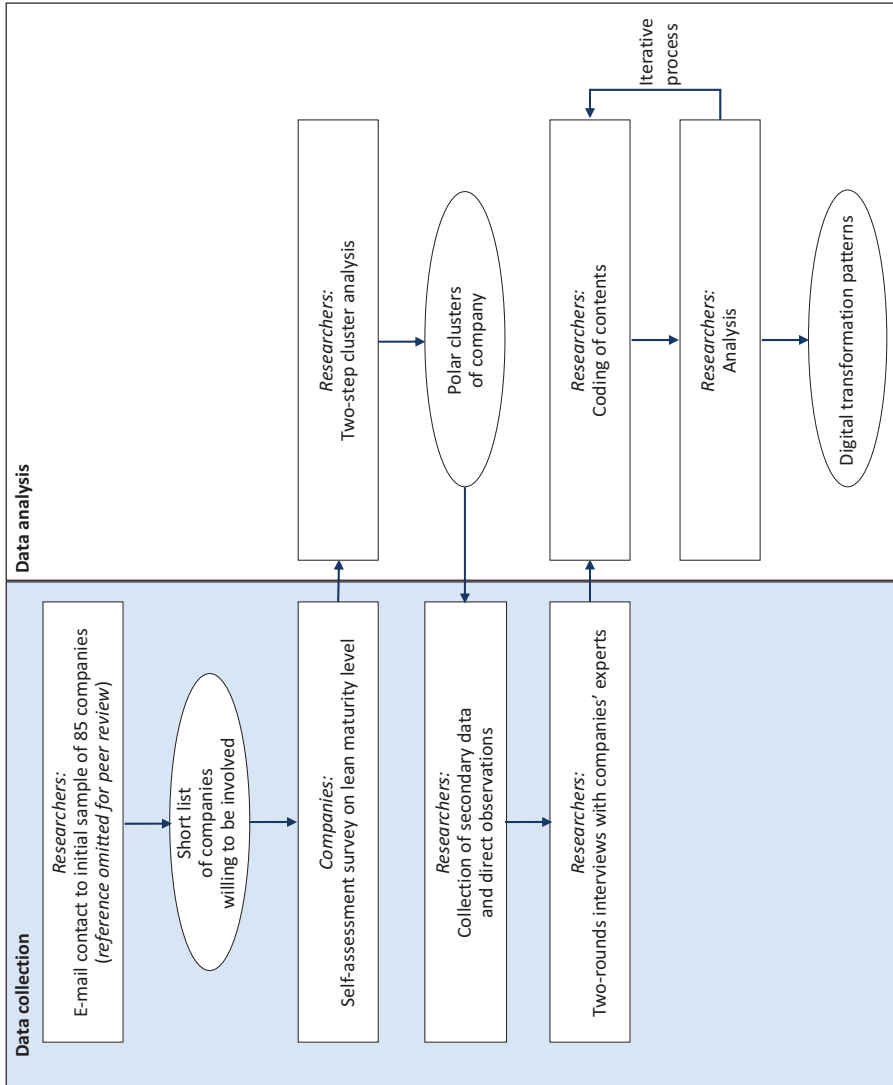 Data collection
Researchers:
E-mail contact to initial sample of 85 companies
(reference omitted for peer review)
Short list
of companies
willing to be involved
Companies:
Self-assessment survey on lean maturity level
Researchers:
Collection of secondary data
and direct observations
Researchers:
Two-rounds interviews with companies’ experts
Data analysis
Researchers:
Two-step cluster analysis
Polar clusters
of company
Researchers:
Coding of contents
Iterative
process
Researchers:
Analysis
Digital transformation patterns